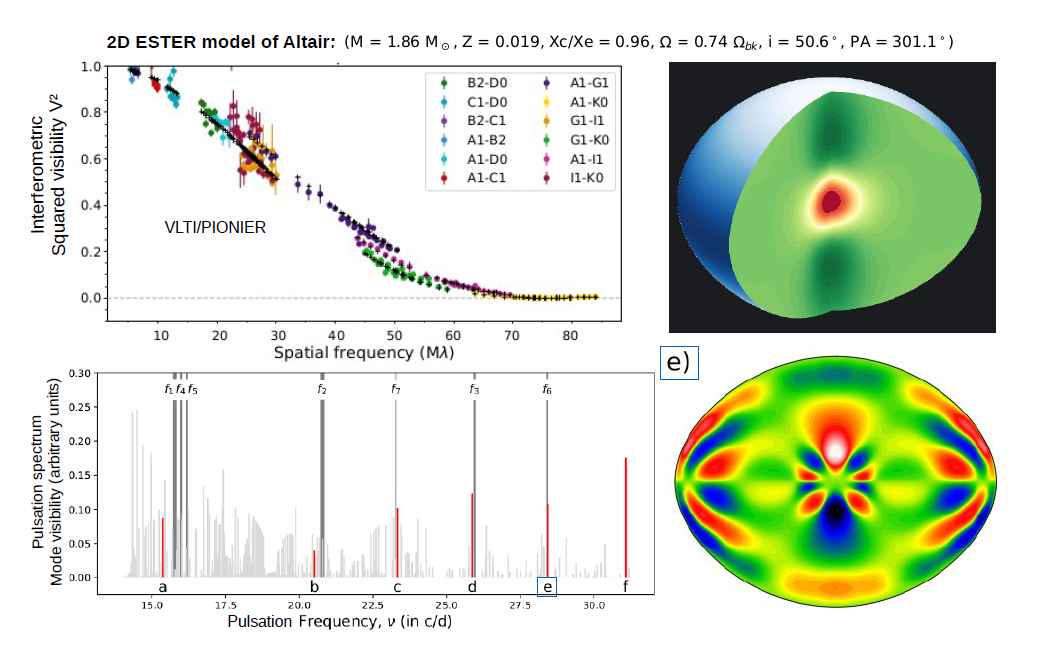 2D ESTER model of Altair: (M = 1.86 M⊙, Z = 0.019, Xc/Xe = 0.96, Ω = 0.74 Ωbk, i = 50.6°, PA = 301.1°)
Interferometric
Squared visibility V²
1.0
0.8
0.6
0.4
0.2
0.0
B2-D0
C1-D0
B2-C1
A1-B2
A1-D0
A1-C1
A1-G1
A1-K0
G1-I1
G1-K0
A1-I1
I1-K0
VLTI/PIONIER
10 20 30 40 50 60 70 80
Spatial frequency (Mλ)
e)
Pulsation spectrum
Mode visibility (arbitrary units)
0.30
0.25
0.20
0.15
0.10
0.05
0.00
f1 f4 f5 f2 f7 f3 f6
a b c d e f
15.0 17.5 20.0 22.5 25.0 27.5 30.0
Pulsation Frequency, ν (in c/d)